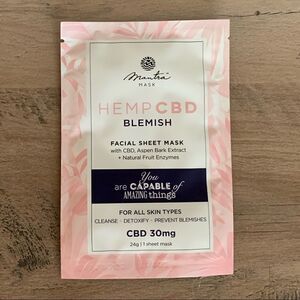 mantra
MASK
HEMP CBD
BLEMISH
FACIAL SHEET MASK
with CBD, Aspen Bark Extract
+ Natural Fruit Enzymes
You
are CAPABLE of
AMAZING things
FOR ALL SKIN TYPES
CLEANSE · DETOXIFY · PREVENT BLEMISHES
CBD 30mg
24g | 1 sheet mask